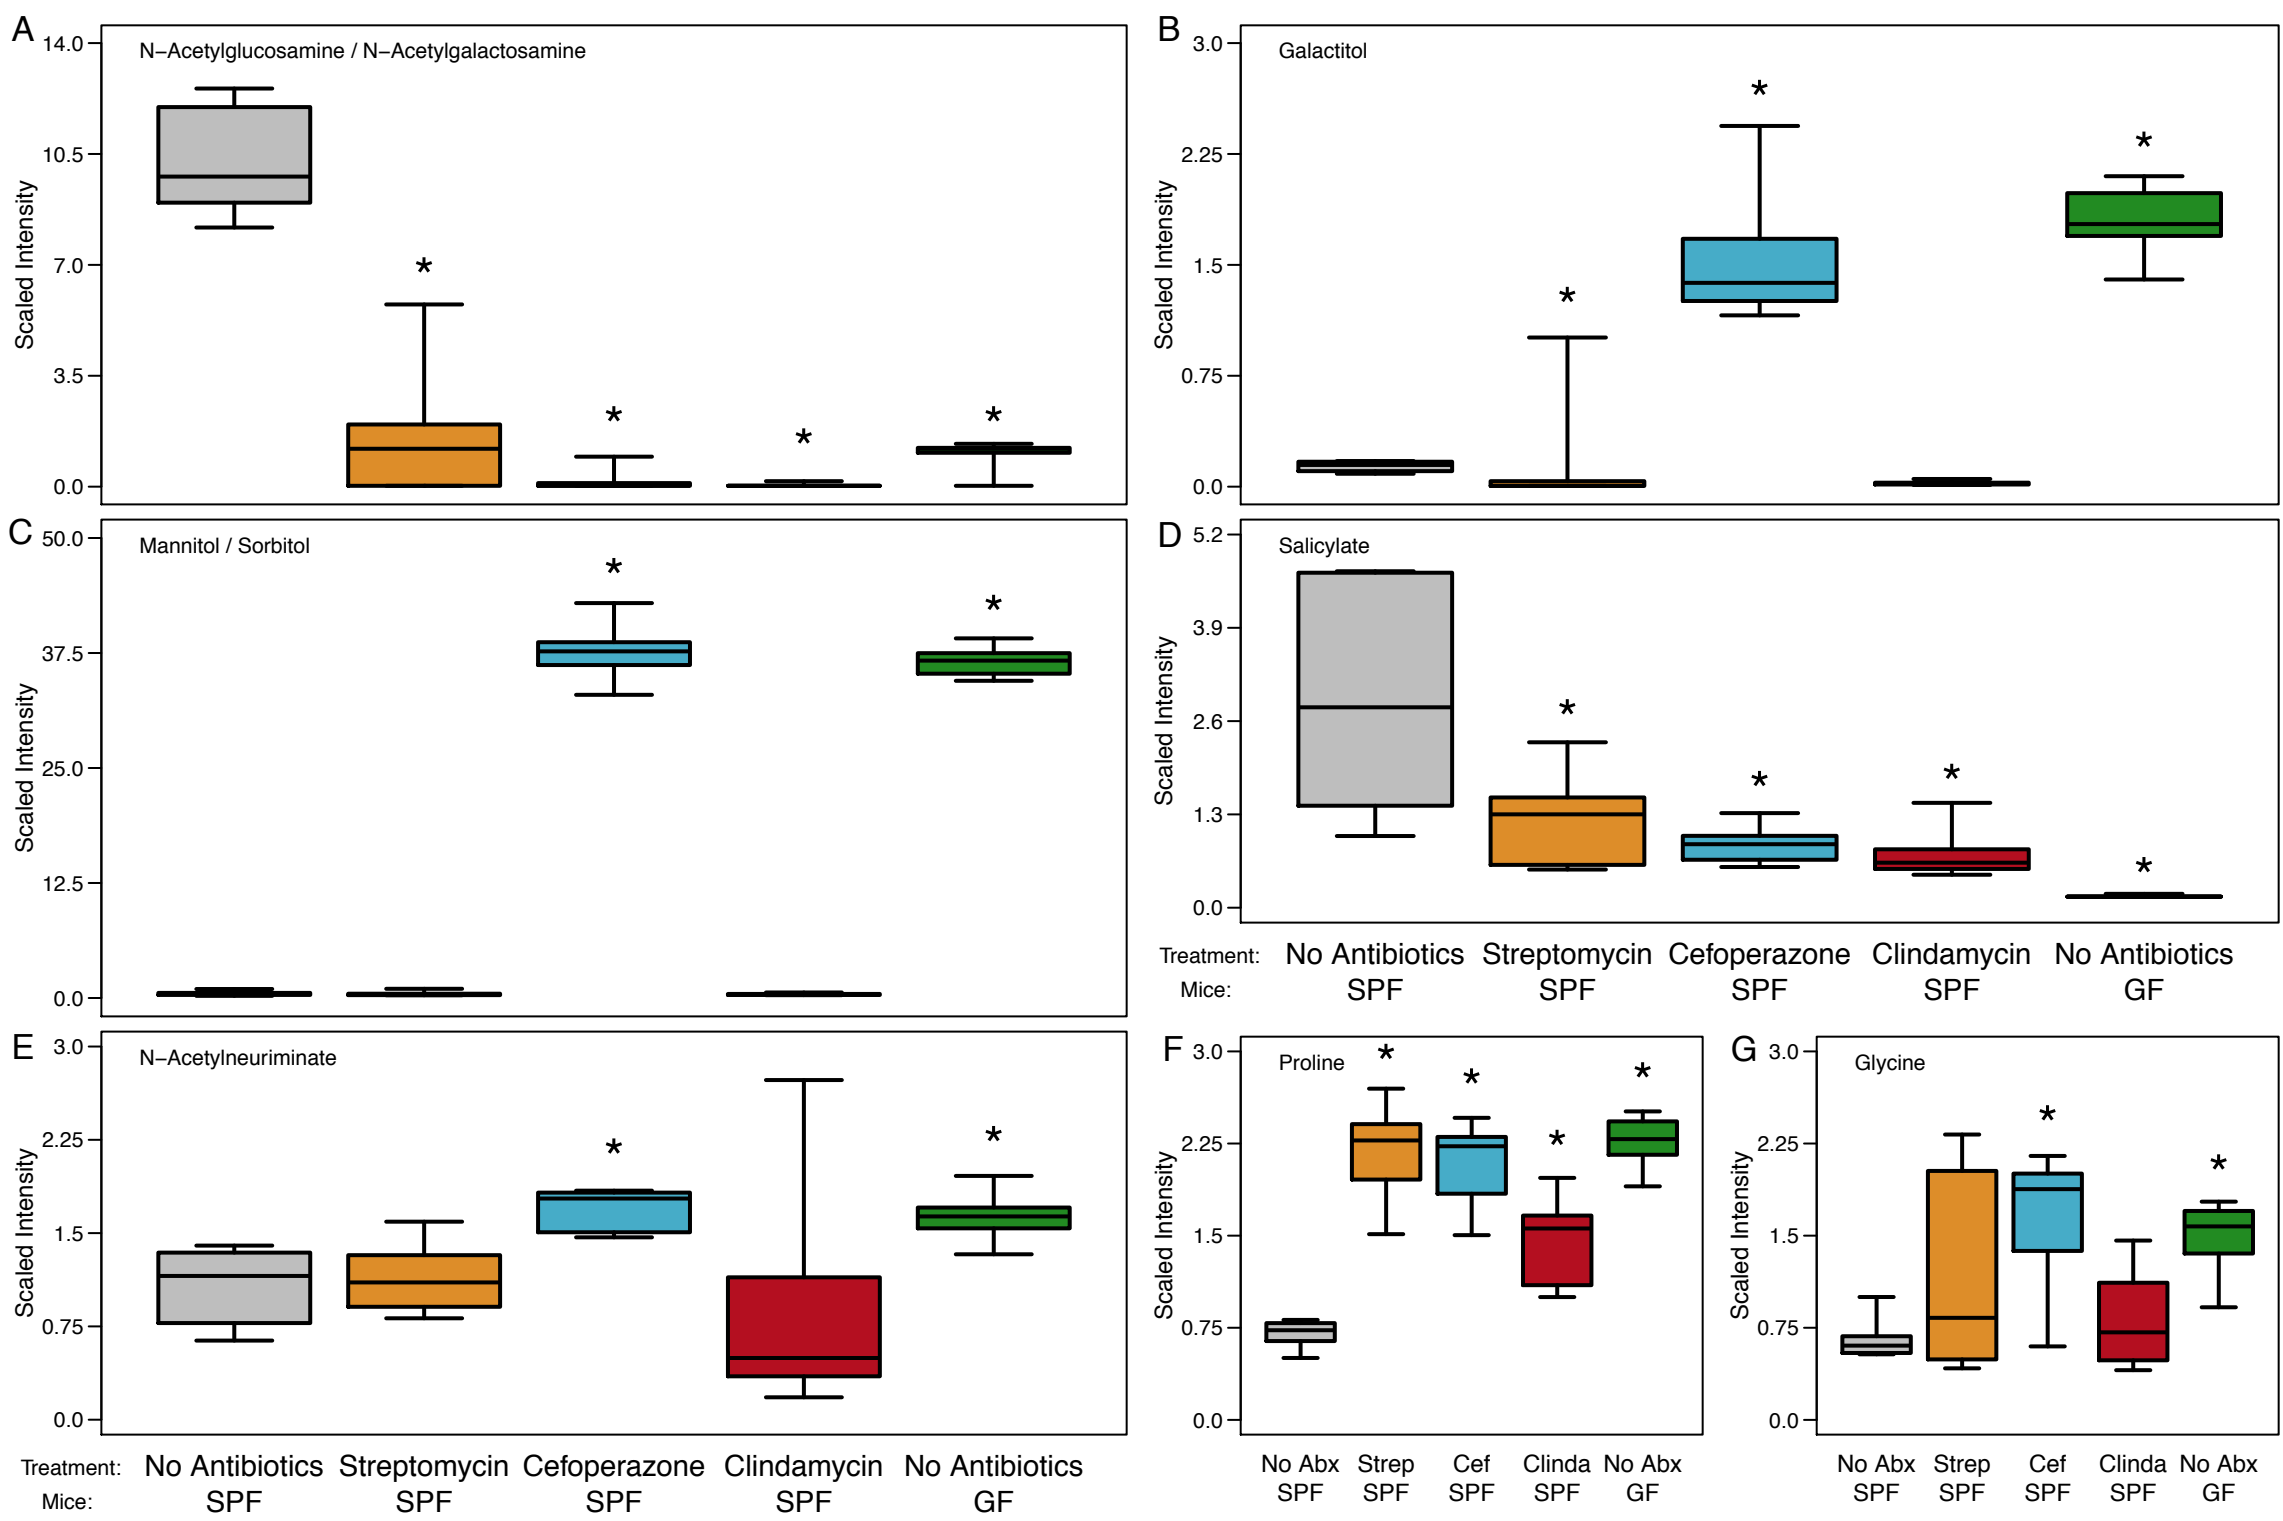 A
N−Acetylglucosamine / N−Acetylgalactosamine
Scaled Intensity
14.0
10.5
7.0
3.5
0.0
*
*
*
*
B
Galactitol
Scaled Intensity
3.0
2.25
1.5
0.75
0.0
*
*
*
C
Mannitol / Sorbitol
Scaled Intensity
50.0
37.5
25.0
12.5
0.0
*
*
D
Salicylate
Scaled Intensity
5.2
3.9
2.6
1.3
0.0
*
*
*
*
Treatment: No Antibiotics Streptomycin Cefoperazone Clindamycin No Antibiotics
Mice: SPF SPF SPF SPF GF
E
N−Acetylneuriminate
Scaled Intensity
3.0
2.25
1.5
0.75
0.0
*
*
Treatment: No Antibiotics Streptomycin Cefoperazone Clindamycin No Antibiotics
Mice: SPF SPF SPF SPF GF
F
Proline
Scaled Intensity
3.0
2.25
1.5
0.75
0.0
*
*
*
*
No Abx Strep Cef Clinda No Abx
SPF SPF SPF SPF GF
G
Glycine
Scaled Intensity
3.0
2.25
1.5
0.75
0.0
*
*
No Abx Strep Cef Clinda No Abx
SPF SPF SPF SPF GF